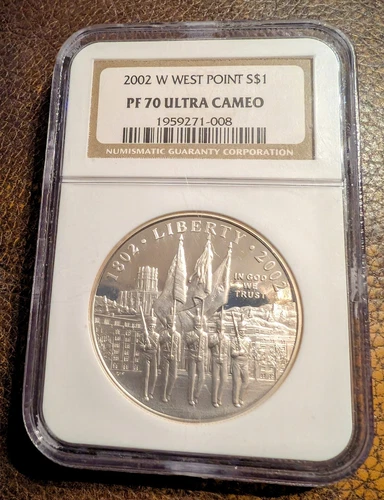 2002 W WEST POINT S$1
PF 70 ULTRA CAMEO
1959271-008
NUMISMATIC GUARANTY CORPORATION
1802 • LIBERTY • 2002
IN GOD
WE
TRUST